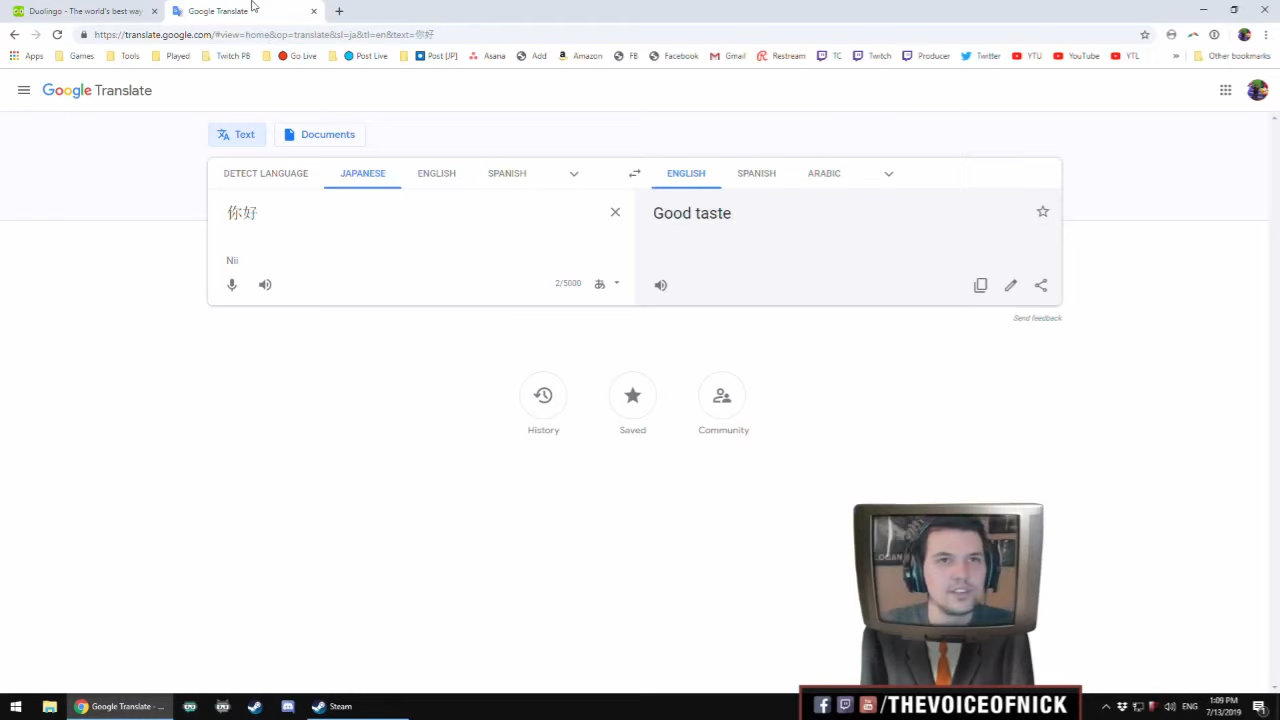 Duolingo - The world's best way
Google Translate
https://translate.google.com/#view=home&op=translate&sl=ja&tl=en&text=你好
Apps Games Tools Played Twitch PB Go Live Post Live Post [JP] Asana Add Amazon FB Facebook Gmail Restream TC Twitch Producer Twitter YTU YouTube YTL » Other bookmarks
Google Translate
Text Documents
DETECT LANGUAGE JAPANESE ENGLISH SPANISH ENGLISH SPANISH ARABIC
你好
Good taste
Nii
2/5000 あ
Send feedback
History Saved Community
OGAN
/THEVOICEOFNICK
Google Translate - ... Steam
ENG
1:09 PM
7/13/2019